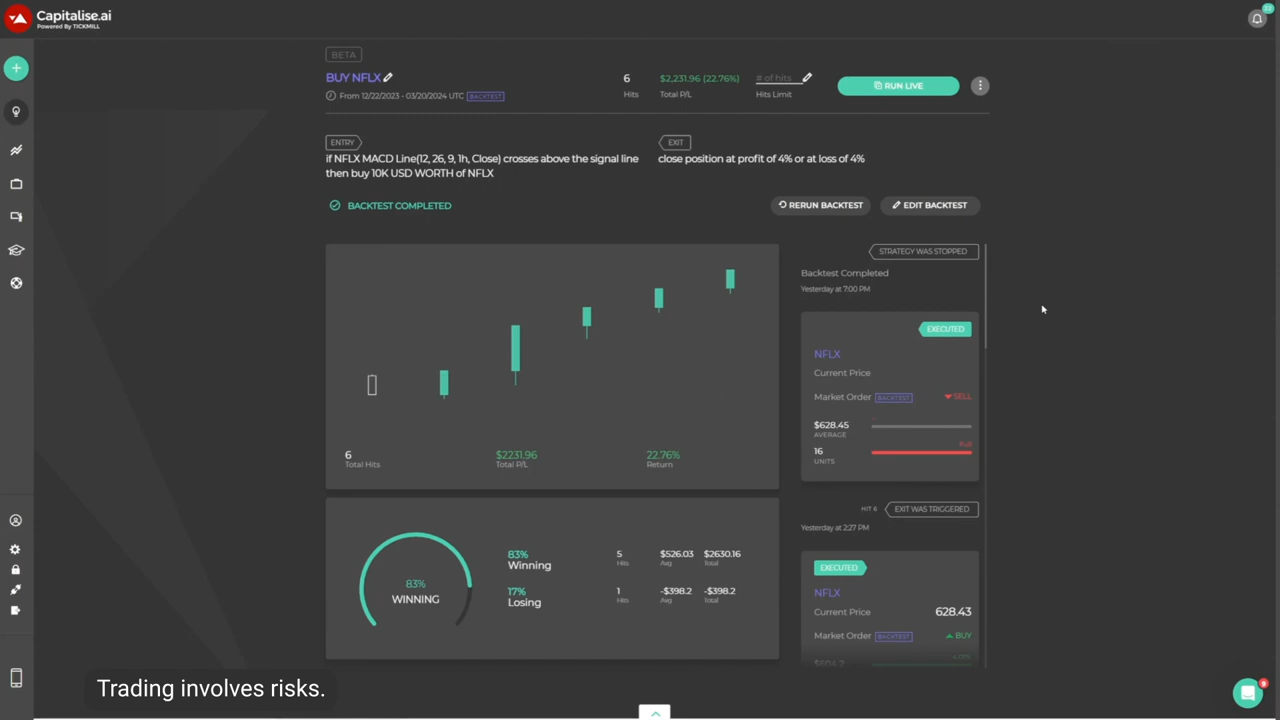 Capitalise.ai
Powered By TICKMILL
22
BETA
BUY NFLX
From 12/22/2023 - 03/20/2024 UTC BACKTEST
6
Hits
$2,231.96 (22.76%)
Total P/L
# of hits
Hits Limit
RUN LIVE
ENTRY
if NFLX MACD Line(12, 26, 9, 1h, Close) crosses above the signal line
then buy 10K USD WORTH of NFLX
EXIT
close position at profit of 4% or at loss of 4%
BACKTEST COMPLETED
RERUN BACKTEST
EDIT BACKTEST
6
Total Hits
$2231.96
Total P/L
22.76%
Return
83%
WINNING
83%
Winning
5
Hits
$526.03
Avg
$2630.16
Total
17%
Losing
1
Hits
-$398.2
Avg
-$398.2
Total
STRATEGY WAS STOPPED
Backtest Completed
Yesterday at 7:00 PM
EXECUTED
NFLX
Current Price
Market Order BACKTEST SELL
$628.45
AVERAGE
Full
16
UNITS
HIT 6 EXIT WAS TRIGGERED
Yesterday at 2:27 PM
EXECUTED
NFLX
Current Price 628.43
Market Order BACKTEST BUY
$604.2
Trading involves risks.
9